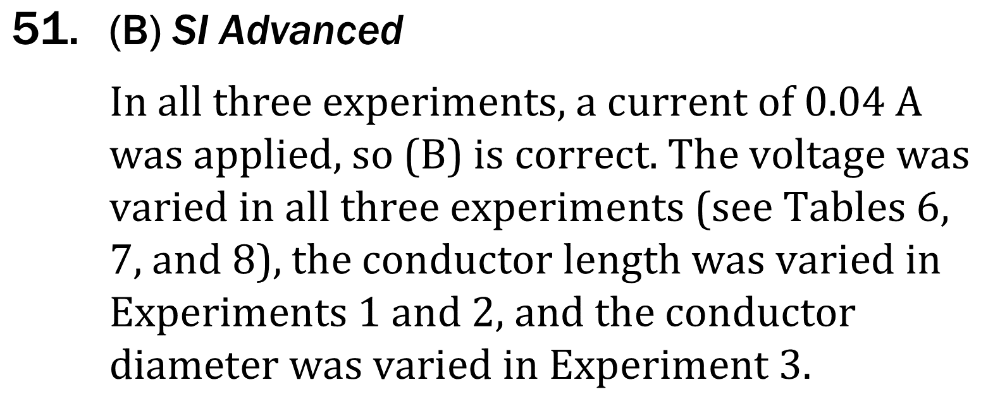 51. (B) SI Advanced
In all three experiments, a current of 0.04 A
was applied, so (B) is correct. The voltage was
varied in all three experiments (see Tables 6,
7, and 8), the conductor length was varied in
Experiments 1 and 2, and the conductor
diameter was varied in Experiment 3.